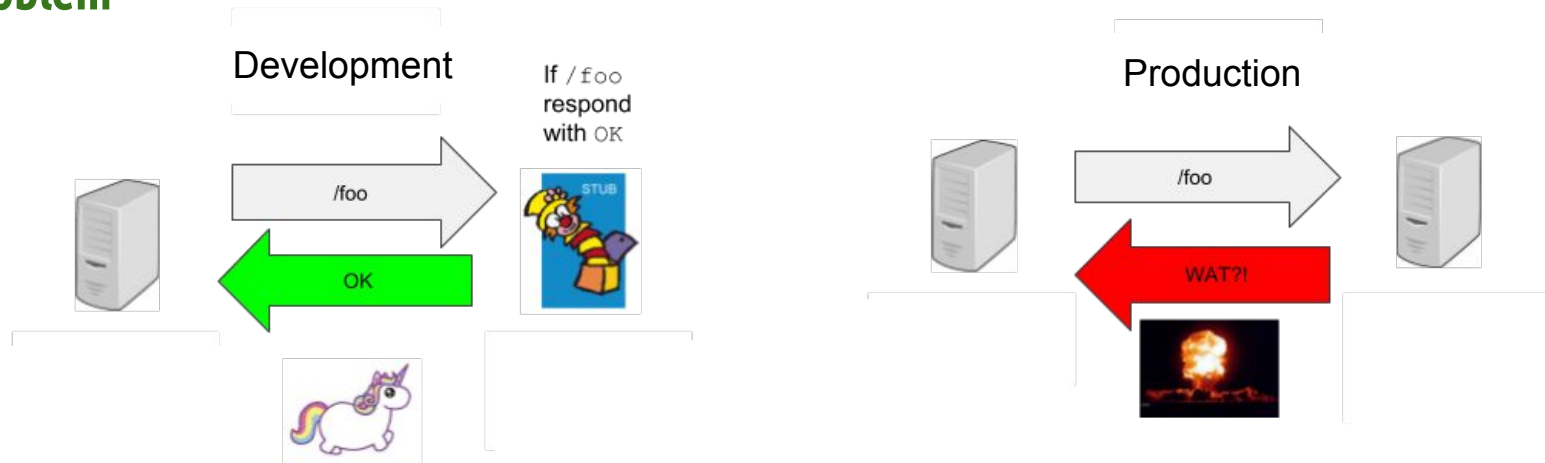 Development
If /foo
respond
with OK
/foo
STUB
OK
Production
/foo
WAT?!